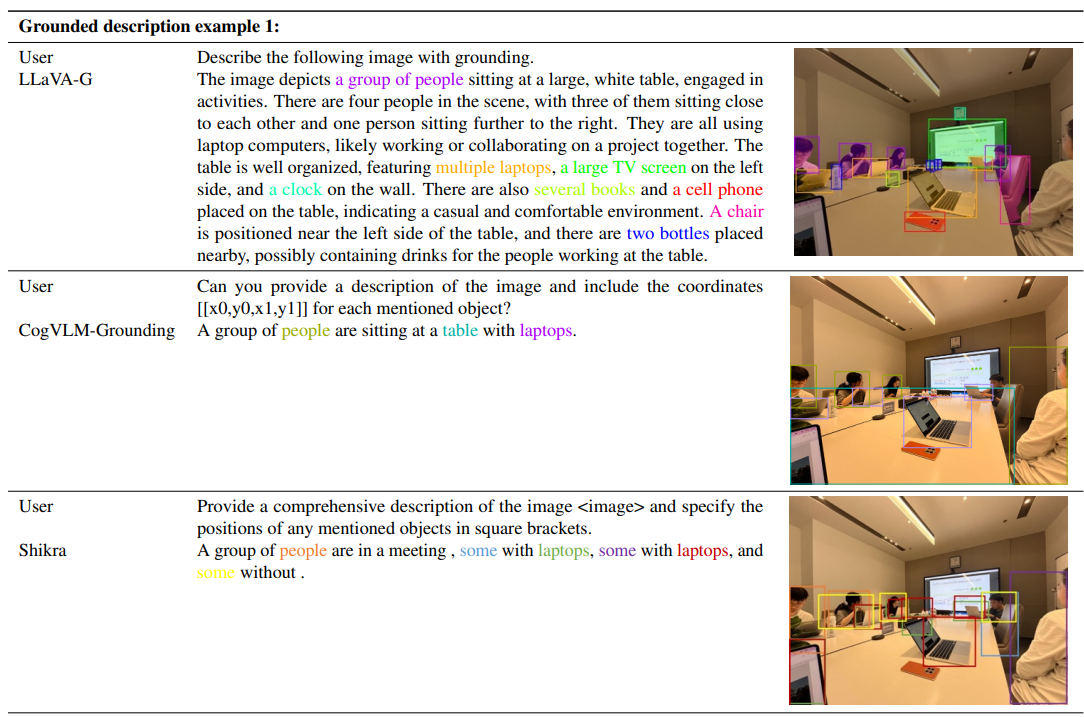 Grounded description example 1:
User
Describe the following image with grounding.
LLaVA-G
The image depicts a group of people sitting at a large, white table, engaged in
activities. There are four people in the scene, with three of them sitting close
to each other and one person sitting further to the right. They are all using
laptop computers, likely working or collaborating on a project together. The
table is well organized, featuring multiple laptops, a large TV screen on the left
side, and a clock on the wall. There are also several books and a cell phone
placed on the table, indicating a casual and comfortable environment. A chair
is positioned near the left side of the table, and there are two bottles placed
nearby, possibly containing drinks for the people working at the table.
User
Can you provide a description of the image and include the coordinates
[[x0,y0,x1,y1]] for each mentioned object?
CogVLM-Grounding
A group of people are sitting at a table with laptops.
User
Provide a comprehensive description of the image <image> and specify the
positions of any mentioned objects in square brackets.
Shikra
A group of people are in a meeting , some with laptops, some with laptops, and
some without .